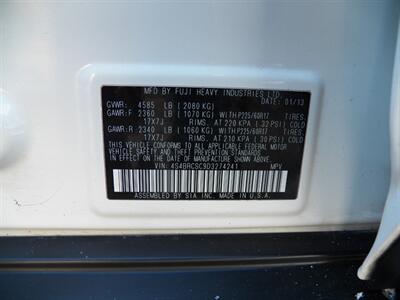 MFD. BY FUJI HEAVY INDUSTRIES LTD.
DATE: 01/13
GVWR: 4585 LB (2080 KG)
GAWR:F 2360 LB (1070 KG) WITH P225/60R17 TIRES,
17X7J RIMS, AT 220 KPA (32 PSI) COLD
GAWR:R 2340 LB (1060 KG) WITH P225/60R17 TIRES,
17X7J RIMS, AT 210 KPA (30 PSI) COLD
THIS VEHICLE CONFORMS TO ALL APPLICABLE
U.S. FEDERAL MOTOR VEHICLE SAFETY, BUMPER, AND
THEFT PREVENTION STANDARDS IN EFFECT ON THE
DATE OF MANUFACTURE SHOWN ABOVE.
VIN: 4S4BRCSC9D3274241 MPV
ASSEMBLED BY SIA INC. MADE IN U.S.A.